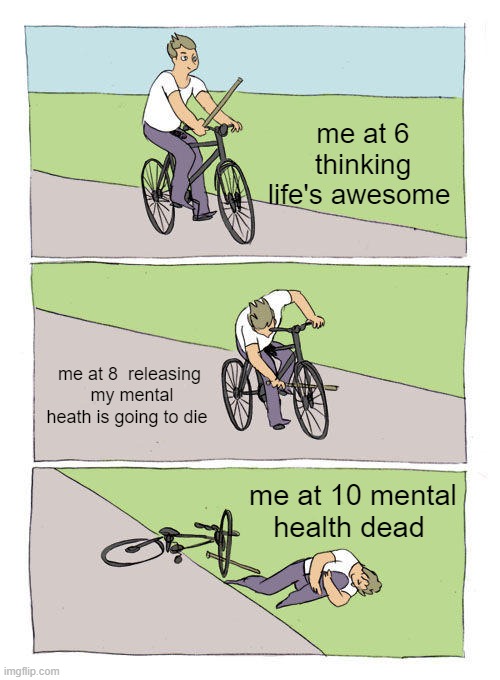 me at 6
thinking
life's awesome
me at 8  releasing
my mental
heath is going to die
me at 10 mental
health dead
imgflip.com